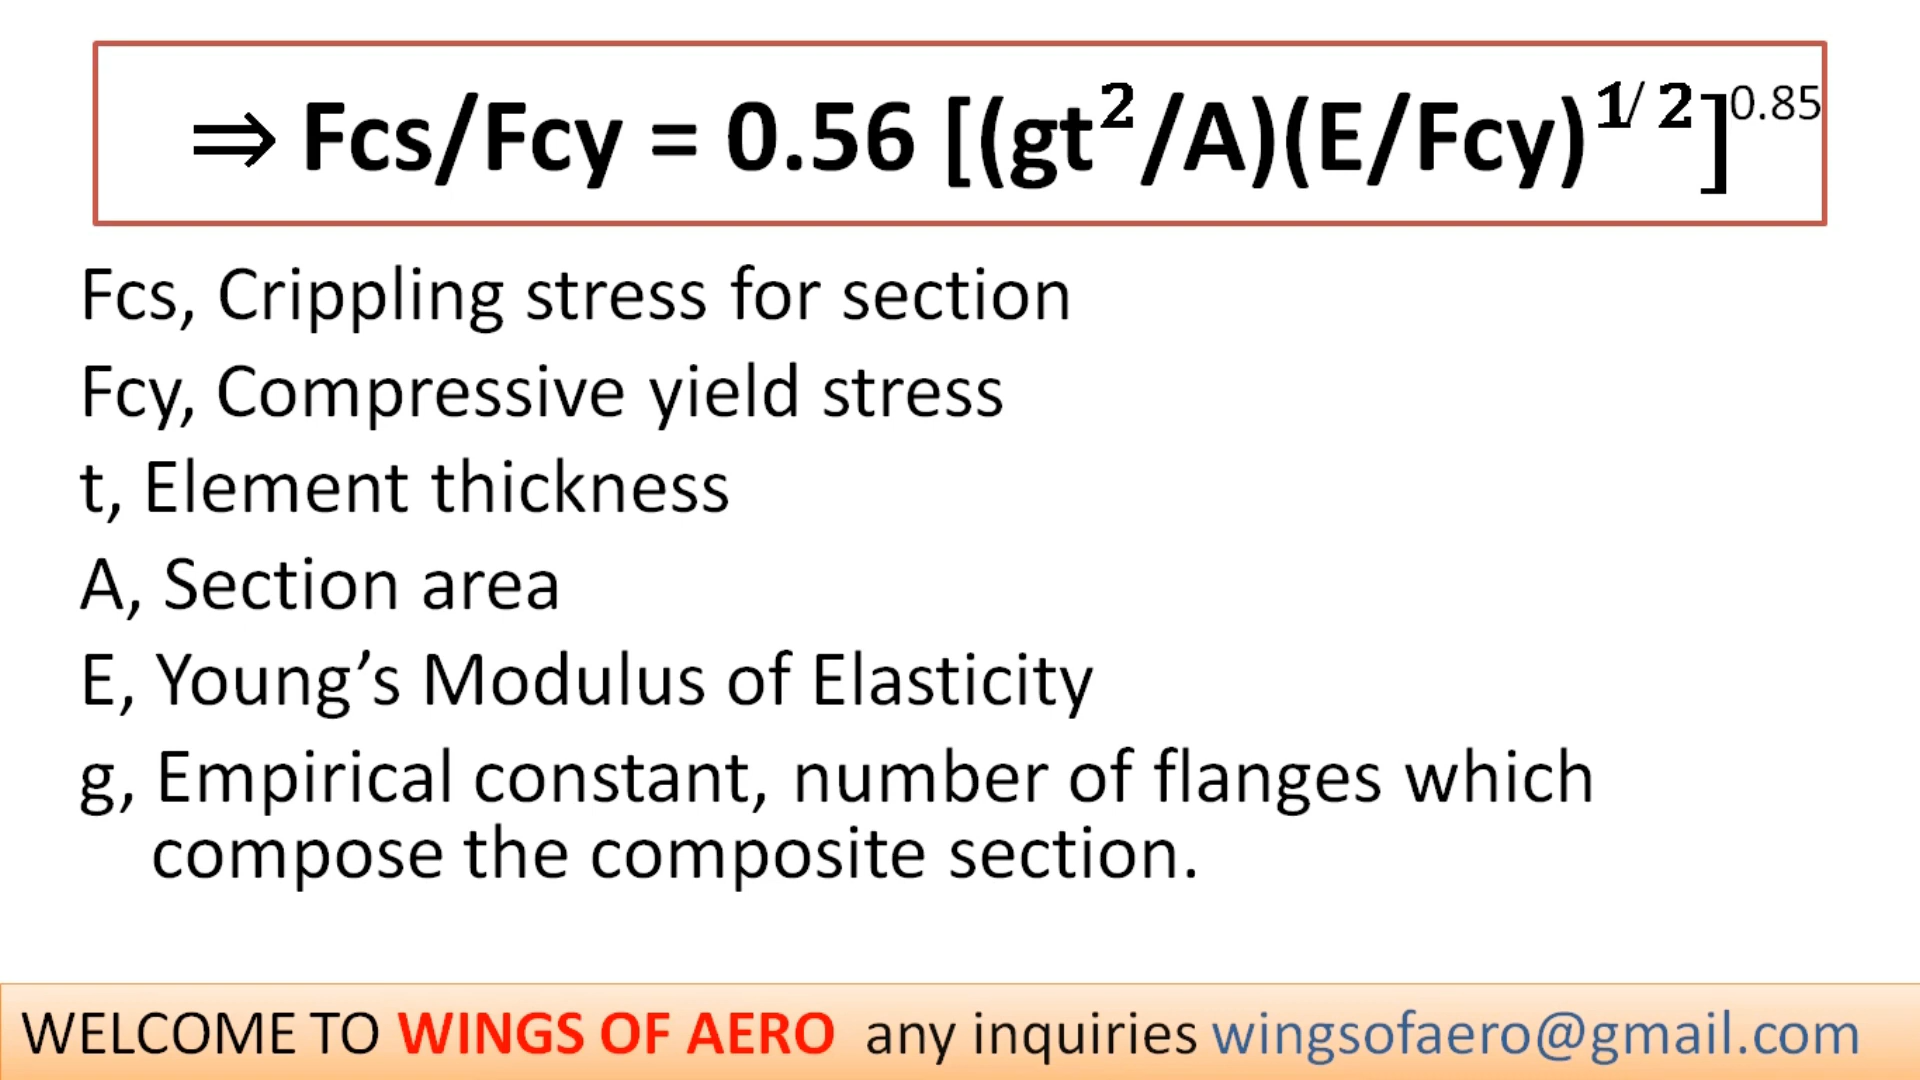 ⇒ Fcs/Fcy = 0.56 [(gt²/A)(E/Fcy)^1/2]^0.85
Fcs, Crippling stress for section
Fcy, Compressive yield stress
t, Element thickness
A, Section area
E, Young’s Modulus of Elasticity
g, Empirical constant, number of flanges which
compose the composite section.
WELCOME TO WINGS OF AERO any inquiries wingsofaero@gmail.com